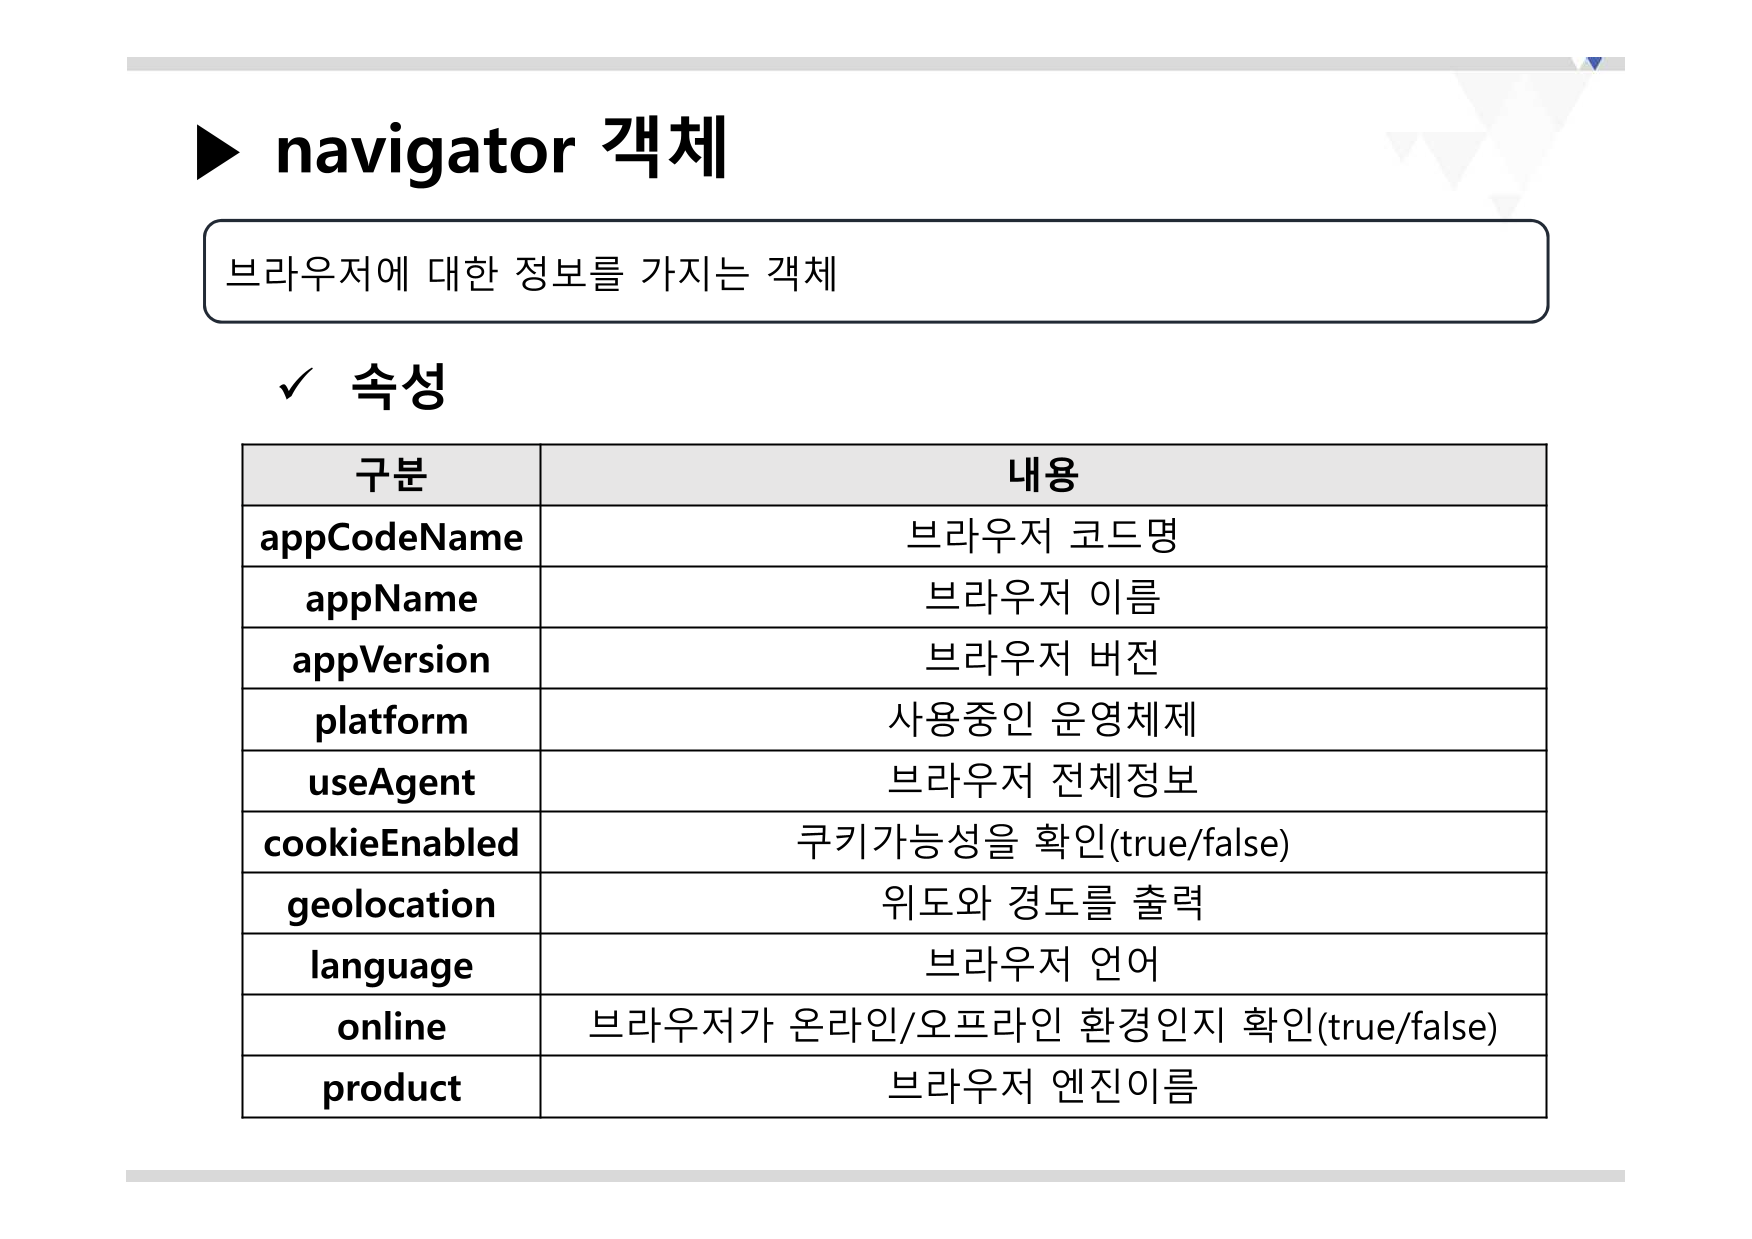 ▶ navigator 객체
브라우저에 대한 정보를 가지는 객체
✓ 속성
구분 내용
appCodeName 브라우저 코드명
appName 브라우저 이름
appVersion 브라우저 버전
platform 사용중인 운영체제
useAgent 브라우저 전체정보
cookieEnabled 쿠키가능성을 확인(true/false)
geolocation 위도와 경도를 출력
language 브라우저 언어
online 브라우저가 온라인/오프라인 환경인지 확인(true/false)
product 브라우저 엔진이름